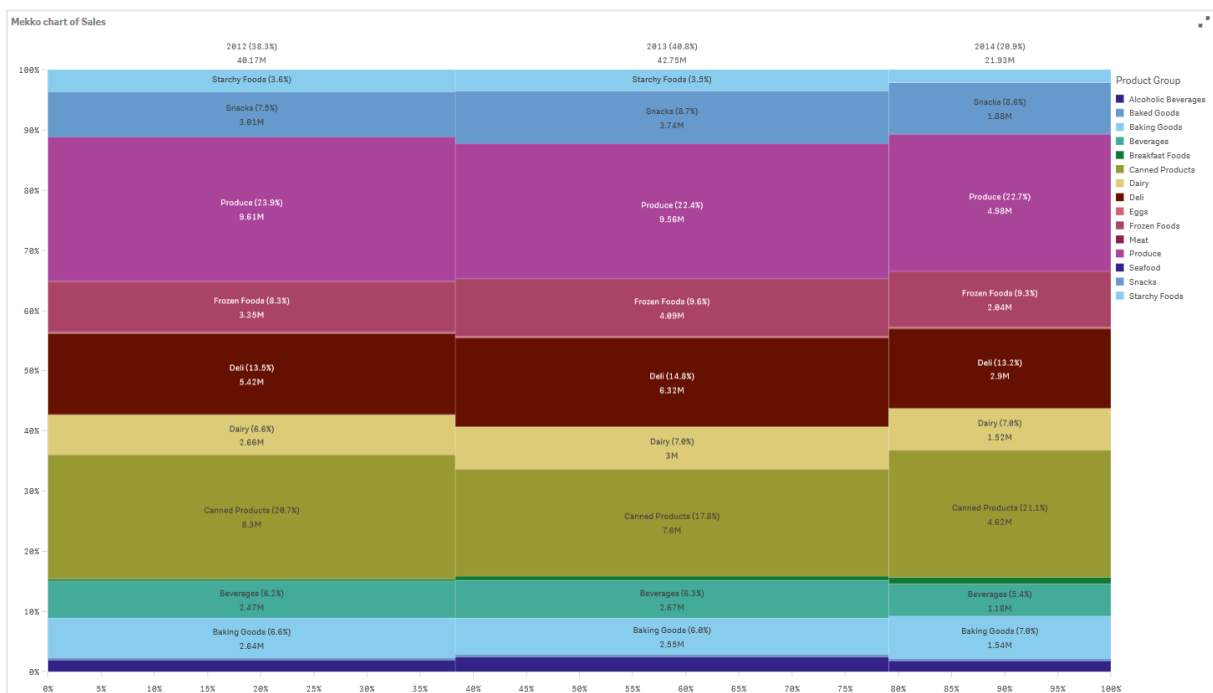 Mekko chart of Sales
2012 (38.3%)
40.17M
2013 (40.8%)
42.75M
2014 (20.9%)
21.93M
100%
90%
80%
70%
60%
50%
40%
30%
20%
10%
0%
Starchy Foods (3.6%)
Snacks (7.5%)
3.01M
Produce (23.9%)
9.61M
Frozen Foods (8.3%)
3.35M
Deli (13.5%)
5.42M
Dairy (6.6%)
2.66M
Canned Products (20.7%)
8.3M
Beverages (6.2%)
2.47M
Baking Goods (6.6%)
2.64M
Starchy Foods (3.5%)
Snacks (8.7%)
3.74M
Produce (22.4%)
9.56M
Frozen Foods (9.6%)
4.09M
Deli (14.8%)
6.32M
Dairy (7.0%)
3M
Canned Products (17.8%)
7.6M
Beverages (6.3%)
2.67M
Baking Goods (6.0%)
2.55M
Snacks (8.6%)
1.88M
Produce (22.7%)
4.98M
Frozen Foods (9.3%)
2.04M
Deli (13.2%)
2.9M
Dairy (7.0%)
1.52M
Canned Products (21.1%)
4.62M
Beverages (5.4%)
1.18M
Baking Goods (7.0%)
1.54M
0% 5% 10% 15% 20% 25% 30% 35% 40% 45% 50% 55% 60% 65% 70% 75% 80% 85% 90% 95% 100%
Product Group
Alcoholic Beverages
Baked Goods
Baking Goods
Beverages
Breakfast Foods
Canned Products
Dairy
Deli
Eggs
Frozen Foods
Meat
Produce
Seafood
Snacks
Starchy Foods